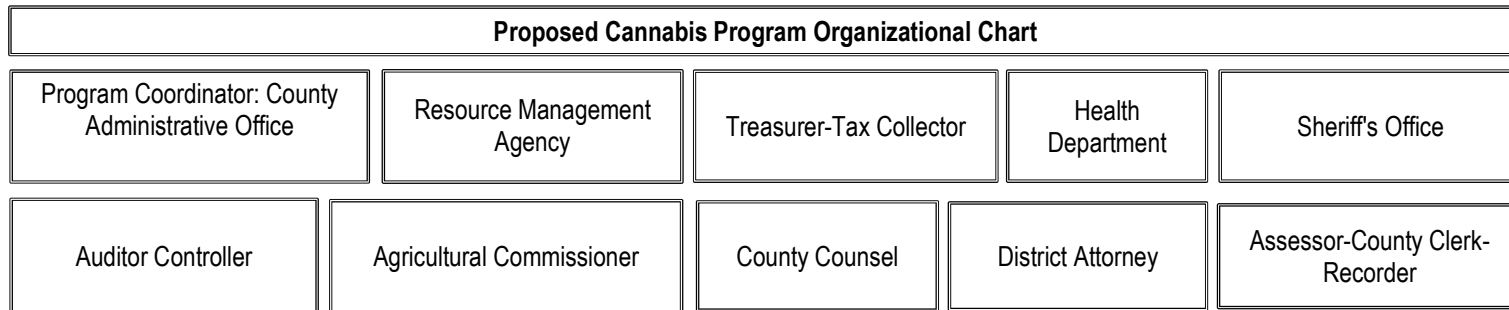 Proposed Cannabis Program Organizational Chart
Program Coordinator: County
Administrative Office
Resource Management
Agency
Treasurer-Tax Collector
Health
Department
Sheriff's Office
Auditor Controller
Agricultural Commissioner
County Counsel
District Attorney
Assessor-County Clerk-
Recorder